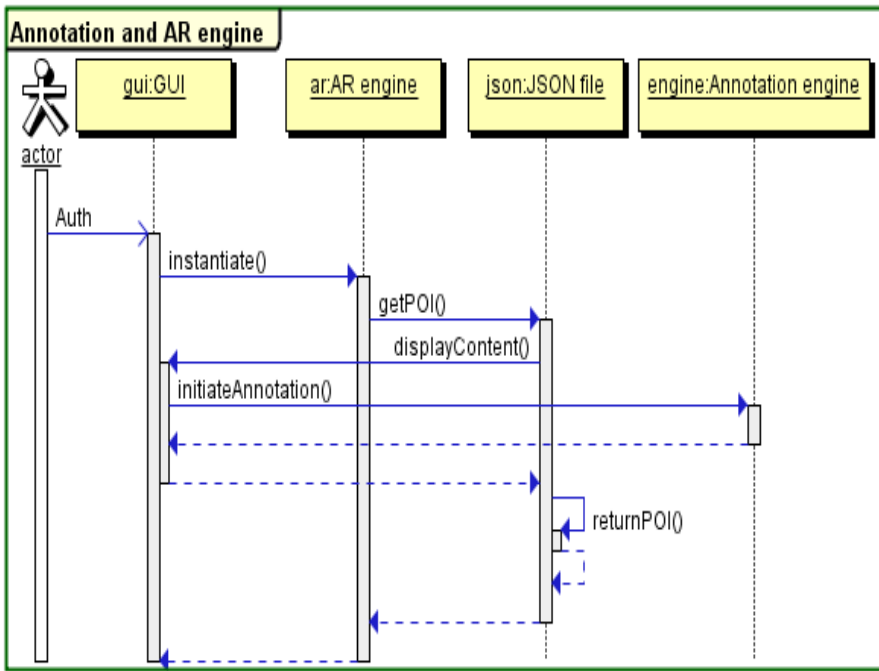 Annotation and AR engine
gui:GUI
ar:AR engine
json:JSON file
engine:Annotation engine
actor
Auth
instantiate()
getPOI()
displayContent()
initiateAnnotation()
returnPOI()